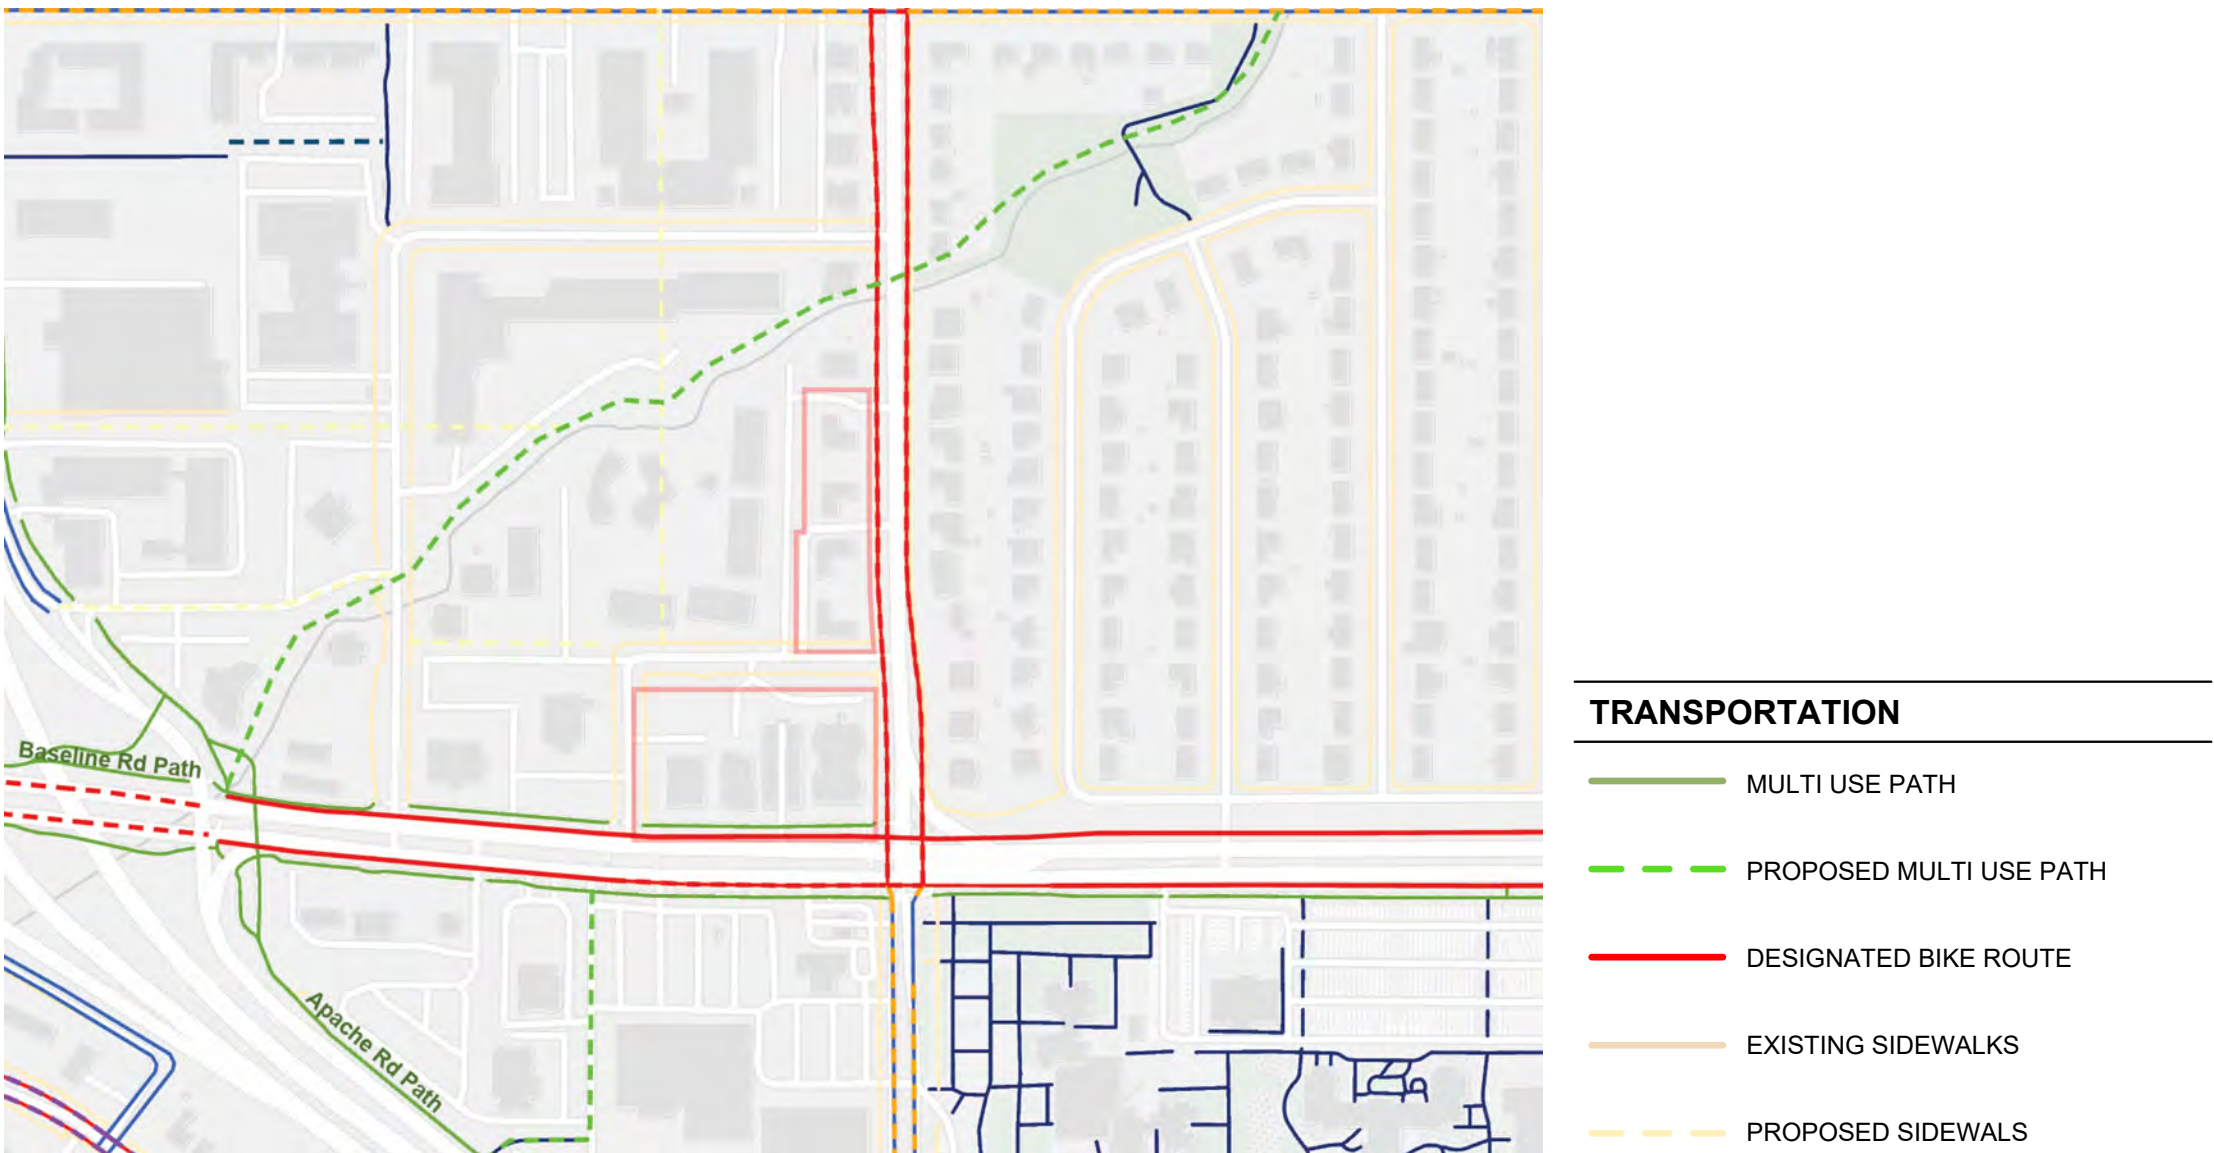 Baseline Rd Path
Apache Rd Path
TRANSPORTATION
MULTI USE PATH
PROPOSED MULTI USE PATH
DESIGNATED BIKE ROUTE
EXISTING SIDEWALKS
PROPOSED SIDEWALS